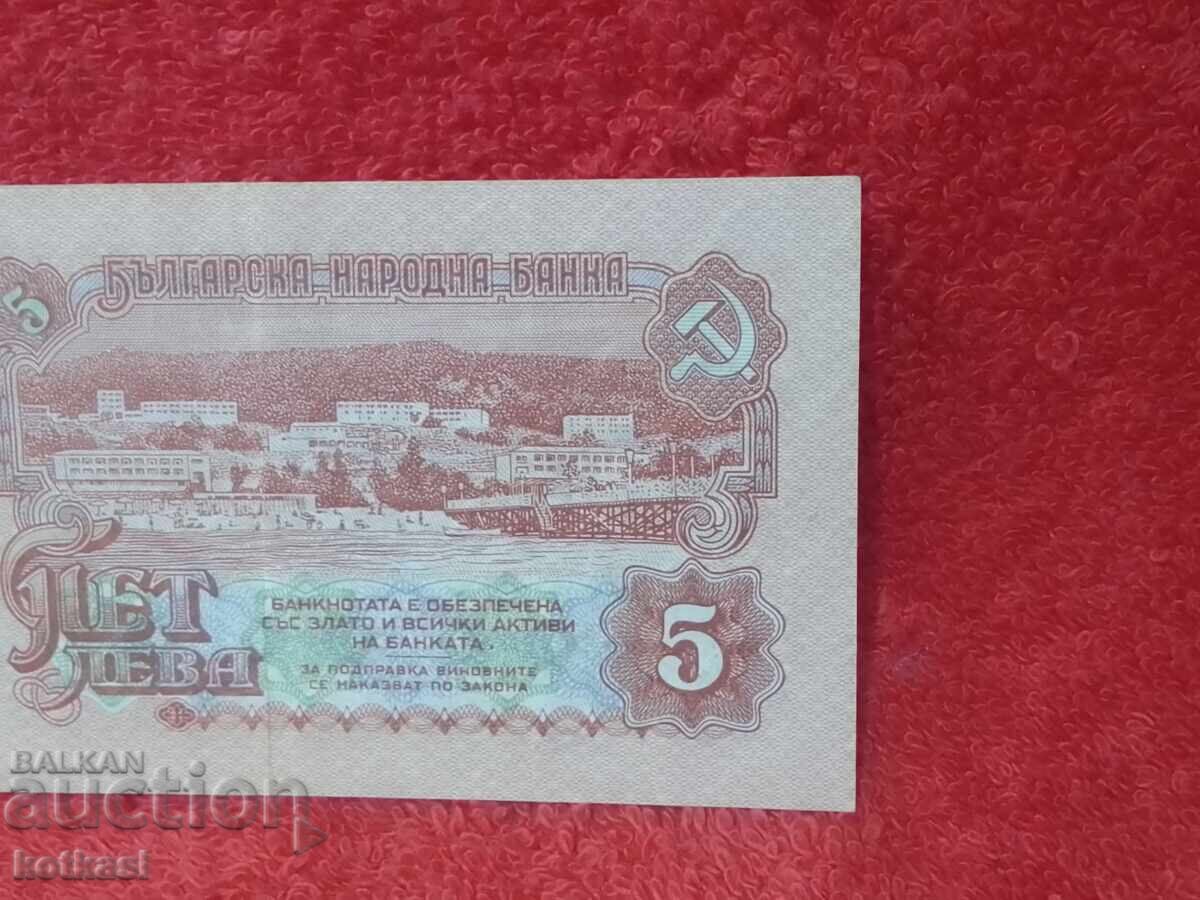 5
БЪЛГАРСКА НАРОДНА БАНКА
ПЕТ
ЛЕВА
БАНКНОТАТА Е ОБЕЗПЕЧЕНА
СЪС ЗЛАТО И ВСИЧКИ АКТИВИ
НА БАНКАТА.
ЗА ПОДПРАВКА ВИНОВНИТЕ
СЕ НАКАЗВАТ ПО ЗАКОНА
5
BALKAN
auction
kotkasl